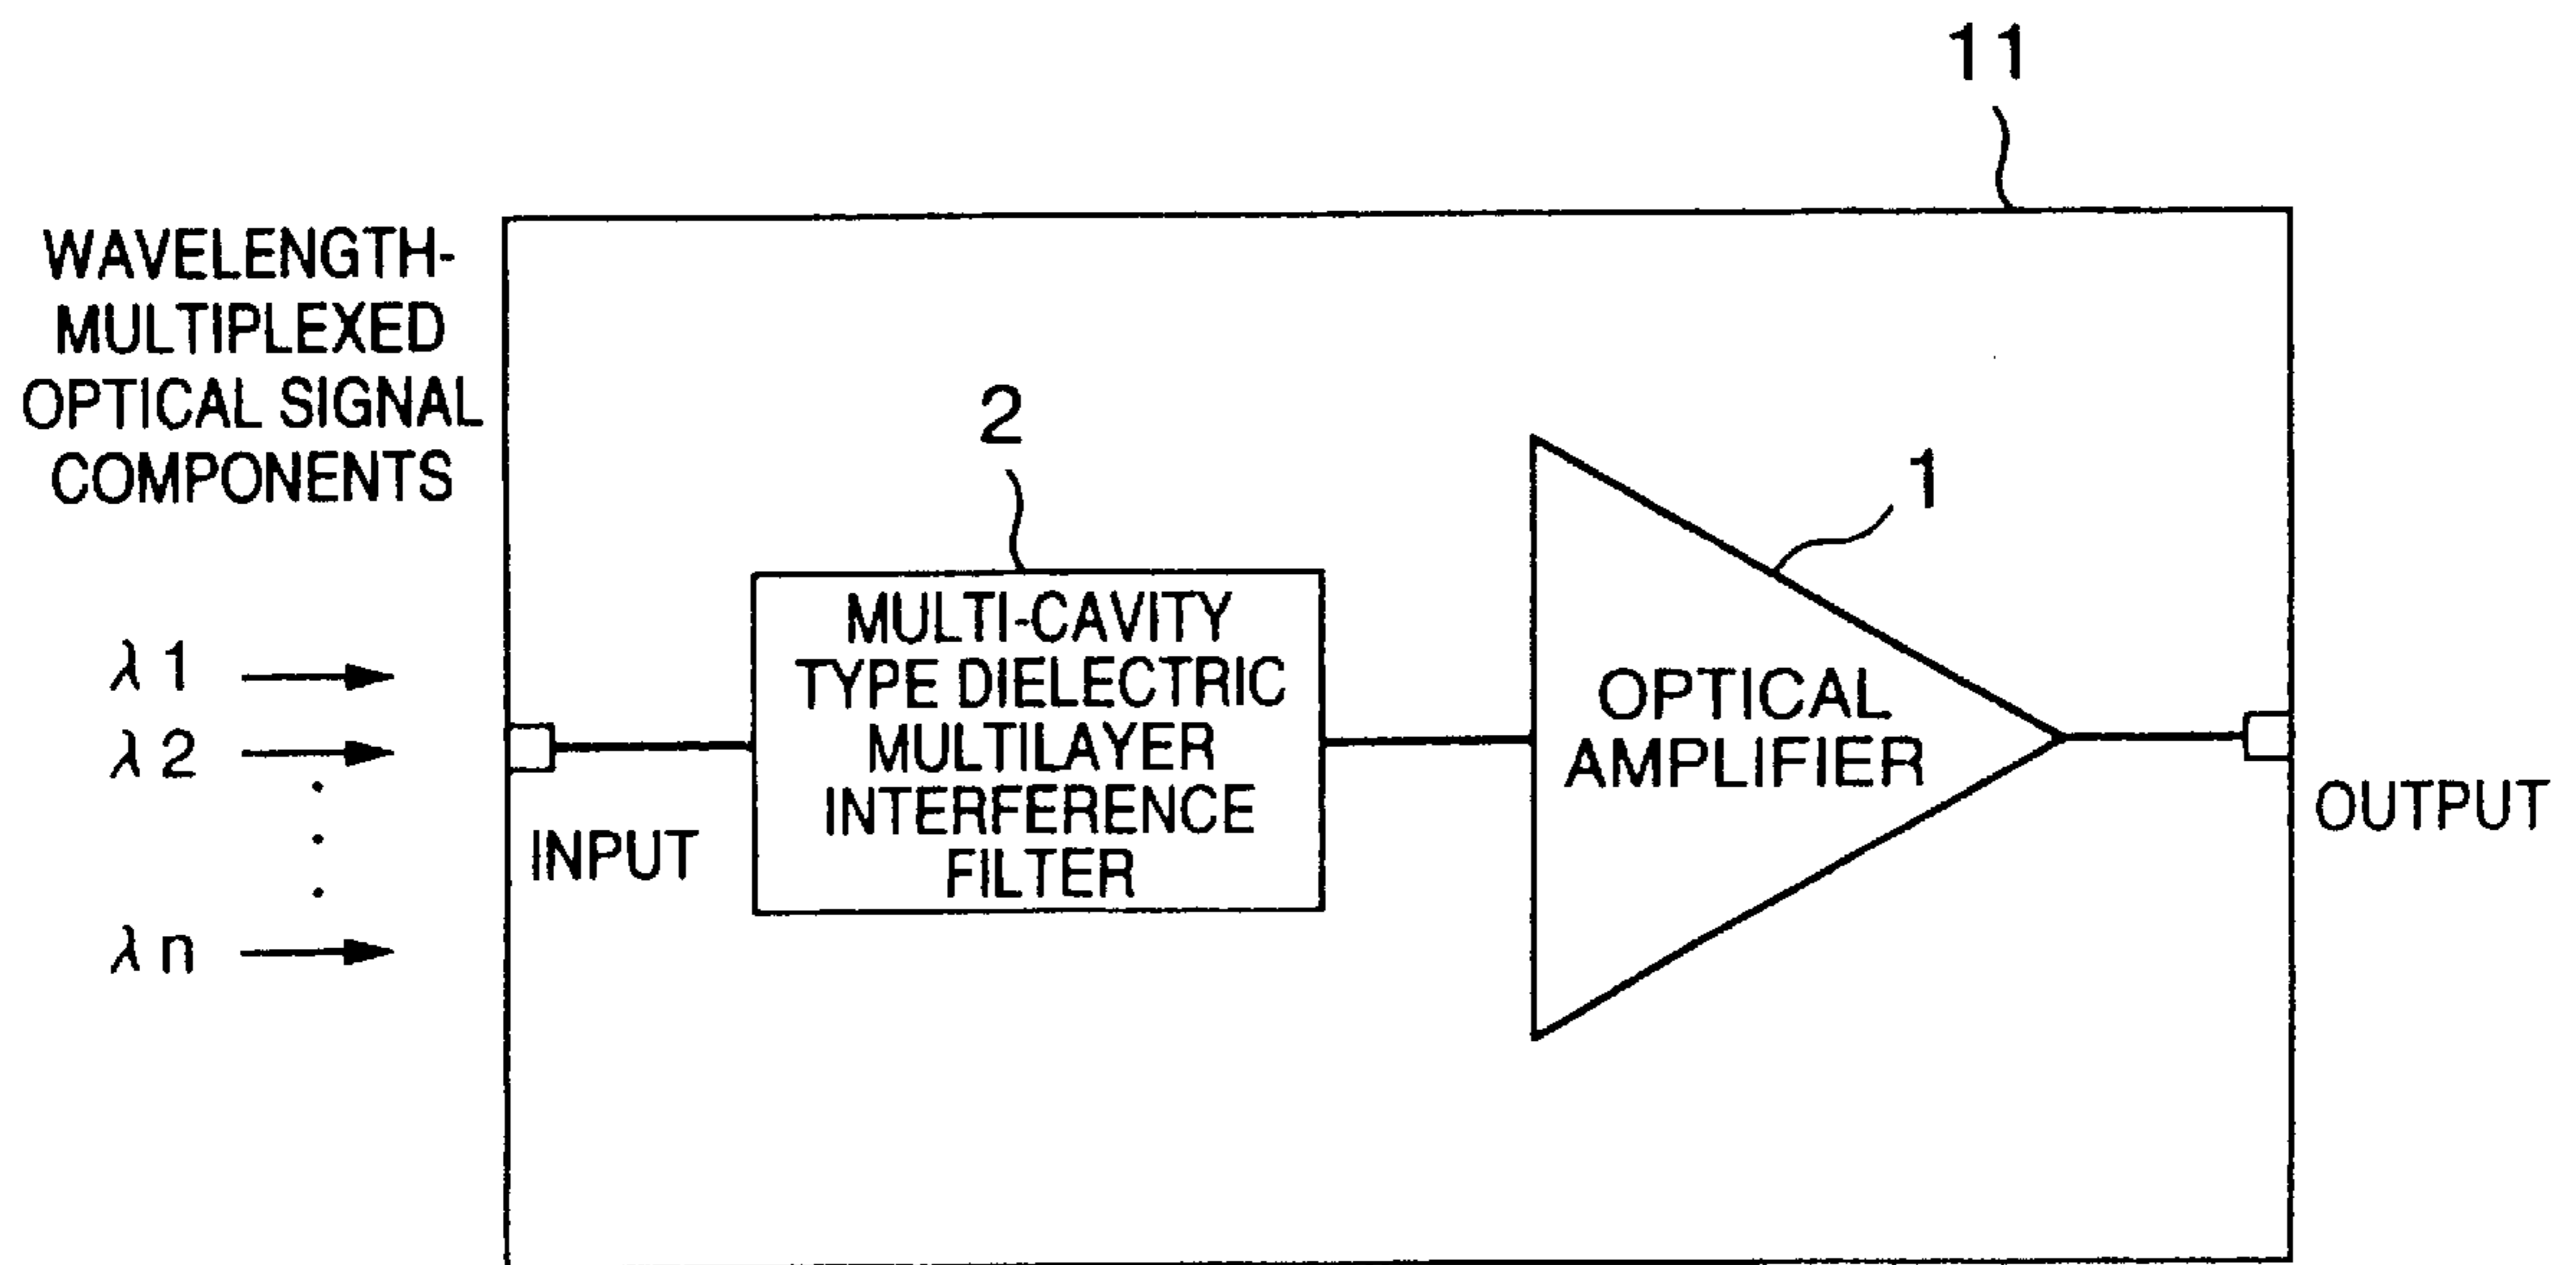 11
WAVELENGTH-
MULTIPLEXED
OPTICAL SIGNAL
COMPONENTS
2
1
λ1
λ2
λn
INPUT
MULTI-CAVITY
TYPE DIELECTRIC
MULTILAYER
INTERFERENCE
FILTER
OPTICAL
AMPLIFIER
OUTPUT